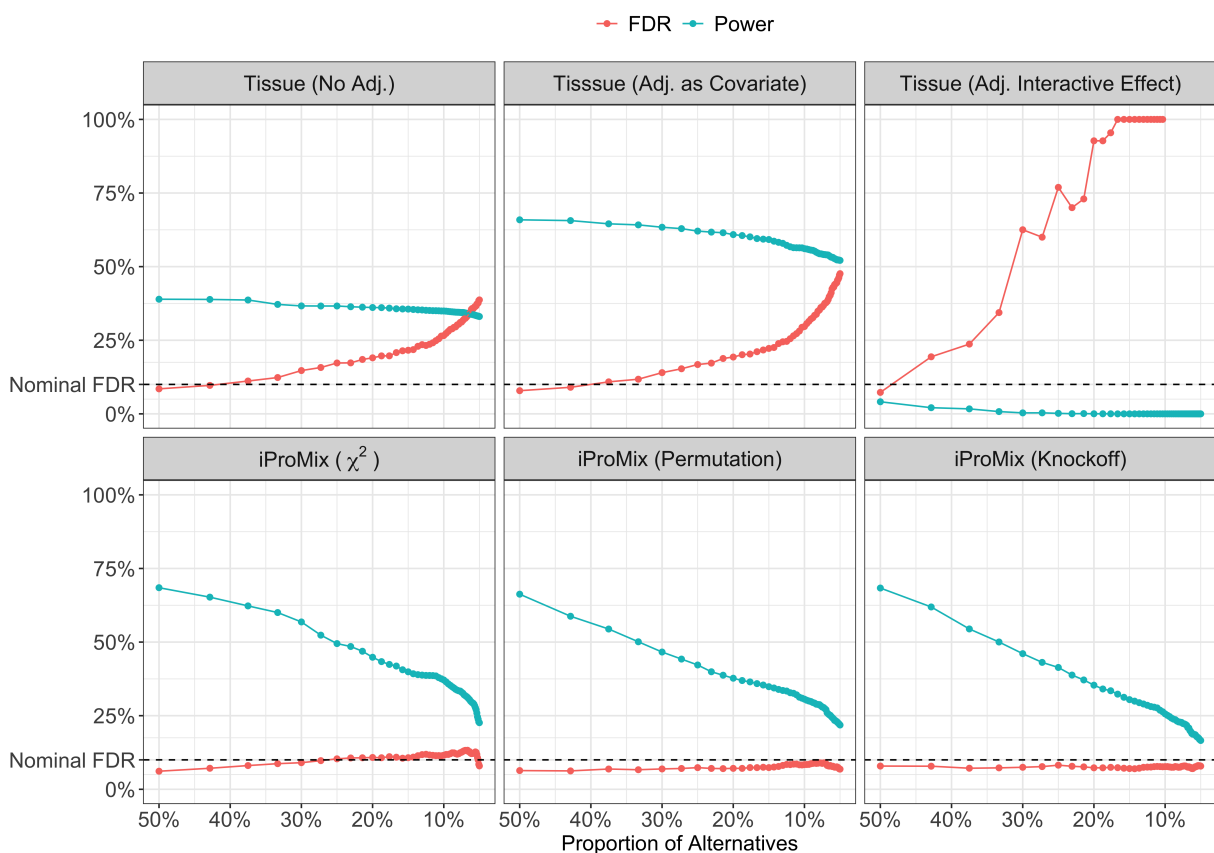 FDR Power
Tissue (No Adj.) Tisssue (Adj. as Covariate) Tissue (Adj. Interactive Effect)
100%
75%
50%
25%
Nominal FDR
0%
iProMix ( χ² ) iProMix (Permutation) iProMix (Knockoff)
100%
75%
50%
25%
Nominal FDR
0%
50% 40% 30% 20% 10% 50% 40% 30% 20% 10% 50% 40% 30% 20% 10%
Proportion of Alternatives